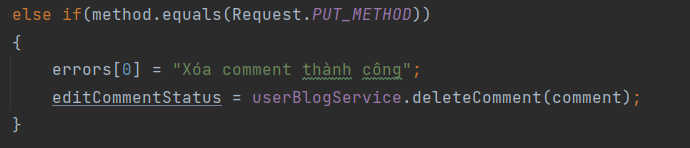 else if(method.equals(Request.PUT_METHOD))
{
errors[0] = "Xóa comment thành công";
editCommentStatus = userBlogService.deleteComment(comment);
}